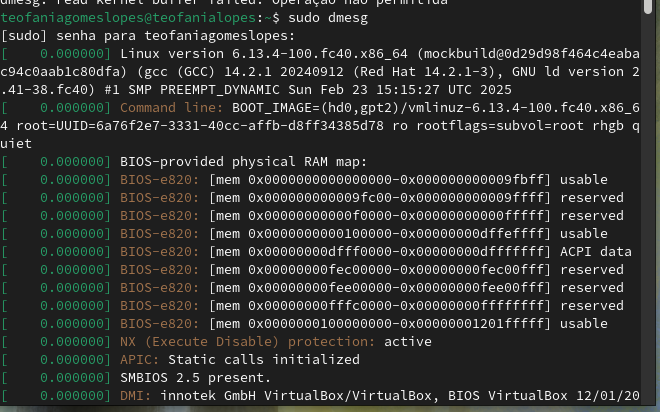 dmesg: read kernel buffer failed: Operação não permitida
teofaniagomeslopes@teofanialopes:~$ sudo dmesg
[sudo] senha para teofaniagomeslopes:
[    0.000000] Linux version 6.13.4-100.fc40.x86_64 (mockbuild@0d29d98f464c4eaba
c94c0aab1c80dfa) (gcc (GCC) 14.2.1 20240912 (Red Hat 14.2.1-3), GNU ld version 2
.41-38.fc40) #1 SMP PREEMPT_DYNAMIC Sun Feb 23 15:15:27 UTC 2025
[    0.000000] Command line: BOOT_IMAGE=(hd0,gpt2)/vmlinuz-6.13.4-100.fc40.x86_6
4 root=UUID=6a76f2e7-3331-40cc-affb-d8ff34385d78 ro rootflags=subvol=root rhgb q
uiet
[    0.000000] BIOS-provided physical RAM map:
[    0.000000] BIOS-e820: [mem 0x0000000000000000-0x000000000009fbff] usable
[    0.000000] BIOS-e820: [mem 0x000000000009fc00-0x000000000009ffff] reserved
[    0.000000] BIOS-e820: [mem 0x00000000000f0000-0x00000000000fffff] reserved
[    0.000000] BIOS-e820: [mem 0x0000000000100000-0x00000000dffeffff] usable
[    0.000000] BIOS-e820: [mem 0x00000000dfff0000-0x00000000dfffffff] ACPI data
[    0.000000] BIOS-e820: [mem 0x00000000fec00000-0x00000000fec00fff] reserved
[    0.000000] BIOS-e820: [mem 0x00000000fee00000-0x00000000fee00fff] reserved
[    0.000000] BIOS-e820: [mem 0x00000000fffc0000-0x00000000ffffffff] reserved
[    0.000000] BIOS-e820: [mem 0x0000000100000000-0x00000001201fffff] usable
[    0.000000] NX (Execute Disable) protection: active
[    0.000000] APIC: Static calls initialized
[    0.000000] SMBIOS 2.5 present.
[    0.000000] DMI: innotek GmbH VirtualBox/VirtualBox, BIOS VirtualBox 12/01/20